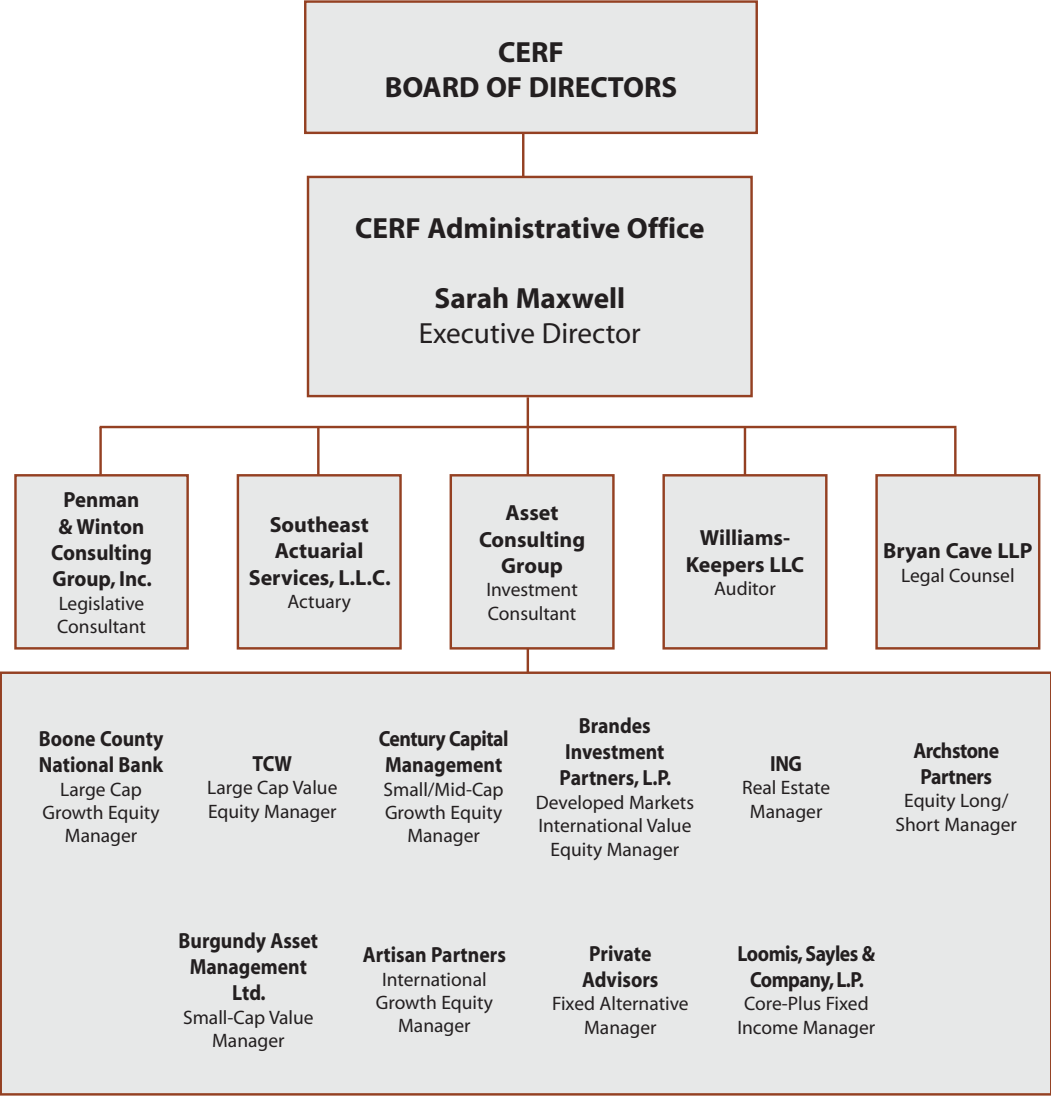 CERF
BOARD OF DIRECTORS
CERF Administrative Office
Sarah Maxwell
Executive Director
Penman
& Winton
Consulting
Group, Inc.
Legislative
Consultant
Southeast
Actuarial
Services, L.L.C.
Actuary
Asset
Consulting
Group
Investment
Consultant
Williams-
Keepers LLC
Auditor
Bryan Cave LLP
Legal Counsel
Boone County
National Bank
Large Cap
Growth Equity
Manager
TCW
Large Cap Value
Equity Manager
Century Capital
Management
Small/Mid-Cap
Growth Equity
Manager
Brandes
Investment
Partners, L.P.
Developed Markets
International Value
Equity Manager
ING
Real Estate
Manager
Archstone
Partners
Equity Long/
Short Manager
Burgundy Asset
Management
Ltd.
Small-Cap Value
Manager
Artisan Partners
International
Growth Equity
Manager
Private
Advisors
Fixed Alternative
Manager
Loomis, Sayles &
Company, L.P.
Core-Plus Fixed
Income Manager